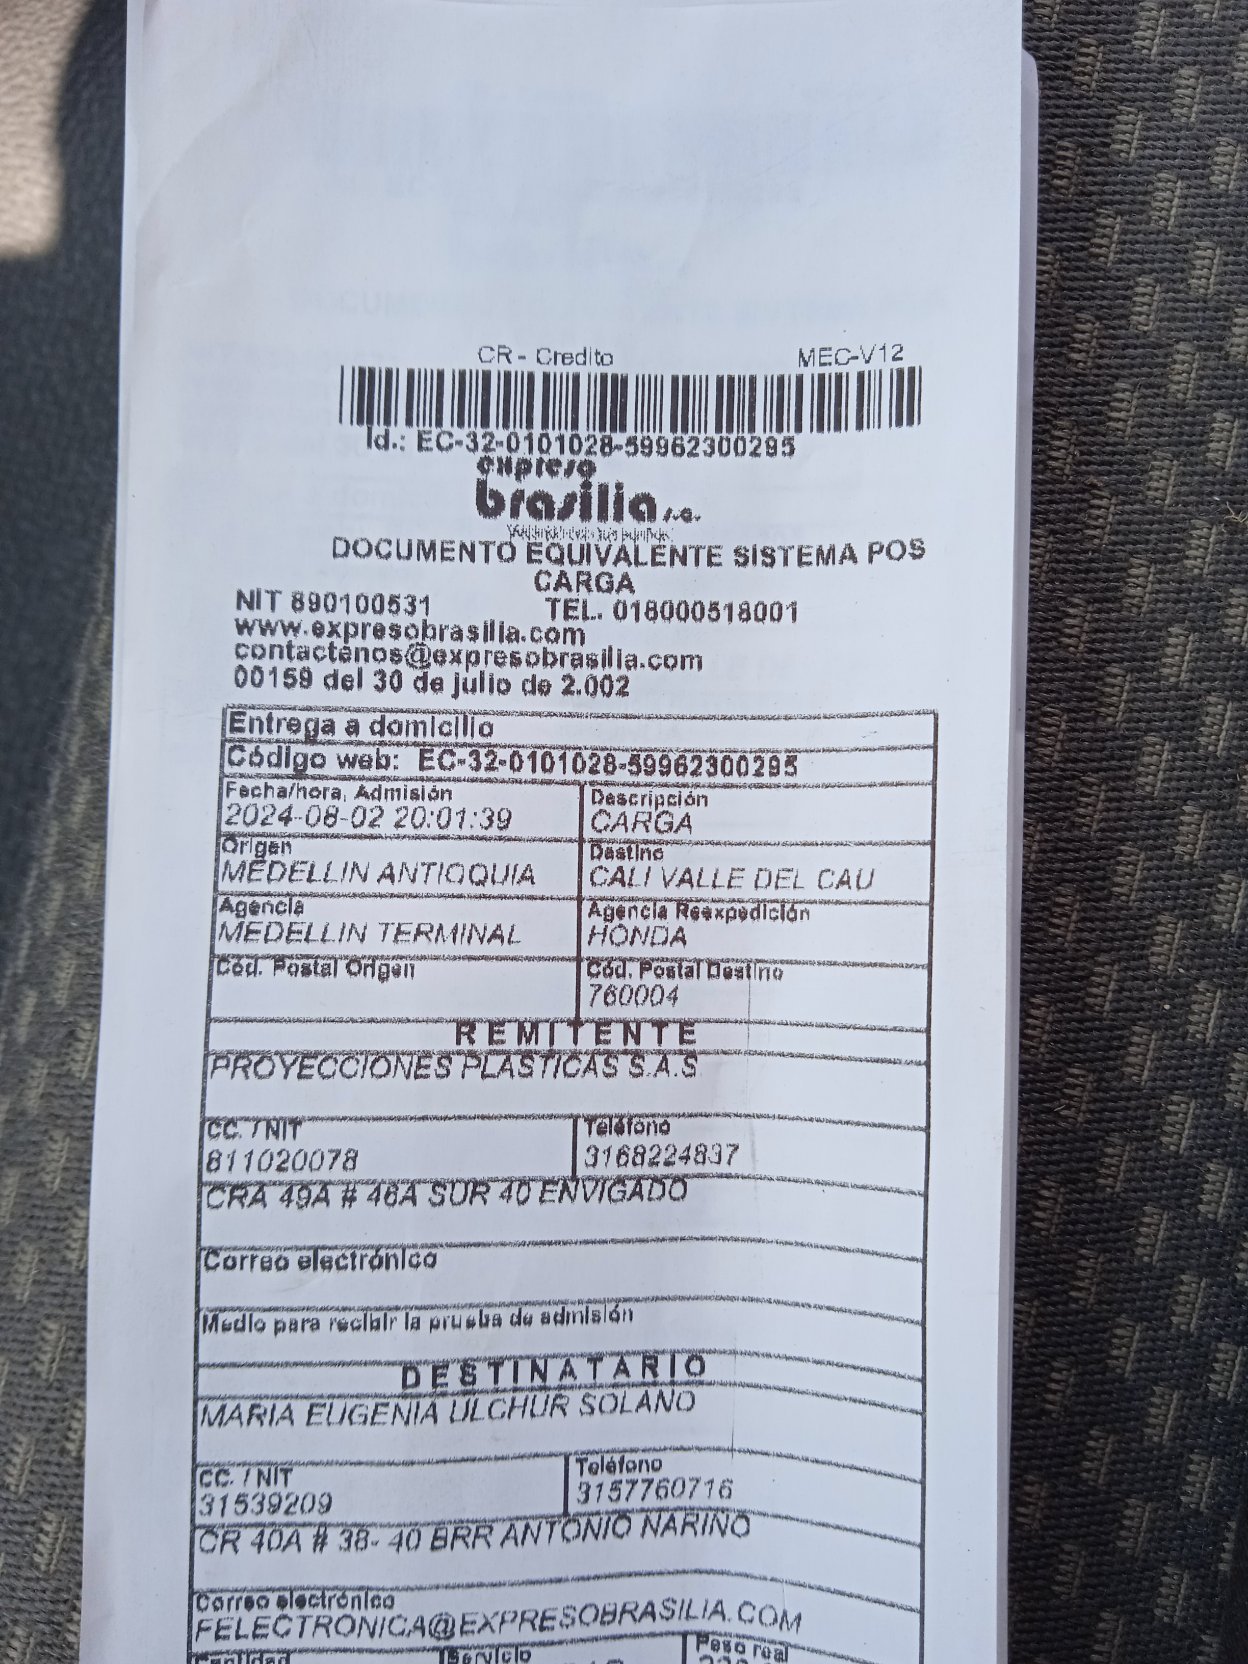 CR - Credito MEC-V12
Id.: EC-32-0101028-59962300295
expreso
brasilia s.a.
DOCUMENTO EQUIVALENTE SISTEMA POS
CARGA
NIT 890100531 TEL. 018000518001
www.expresobrasilia.com
contactenos@expresobrasilia.com
00159 del 30 de julio de 2.002
Entrega a domicilio
Código web: EC-32-0101028-59962300295
Fecha/hora, Admisión Descripción
2024-08-02 20:01:39 CARGA
Origen Destino
MEDELLIN ANTIOQUIA CALI VALLE DEL CAU
Agencia Agencia Reexpedición
MEDELLIN TERMINAL HONDA
Cód. Postal Origen Cód. Postal Destino
760004
REMITENTE
PROYECCIONES PLASTICAS S.A.S
CC. / NIT Teléfono
811020078 3168224837
CRA 49A # 46A SUR 40 ENVIGADO
Correo electrónico
Medio para recibir la prueba de admisión
DESTINATARIO
MARIA EUGENIA ULCHUR SOLANO
CC. / NIT Teléfono
31539209 3157760716
CR 40A # 38- 40 BRR ANTONIO NARIÑO
Correo electrónico
FELECTRONICA@EXPRESOBRASILIA.COM
Cantidad Servicio Peso real